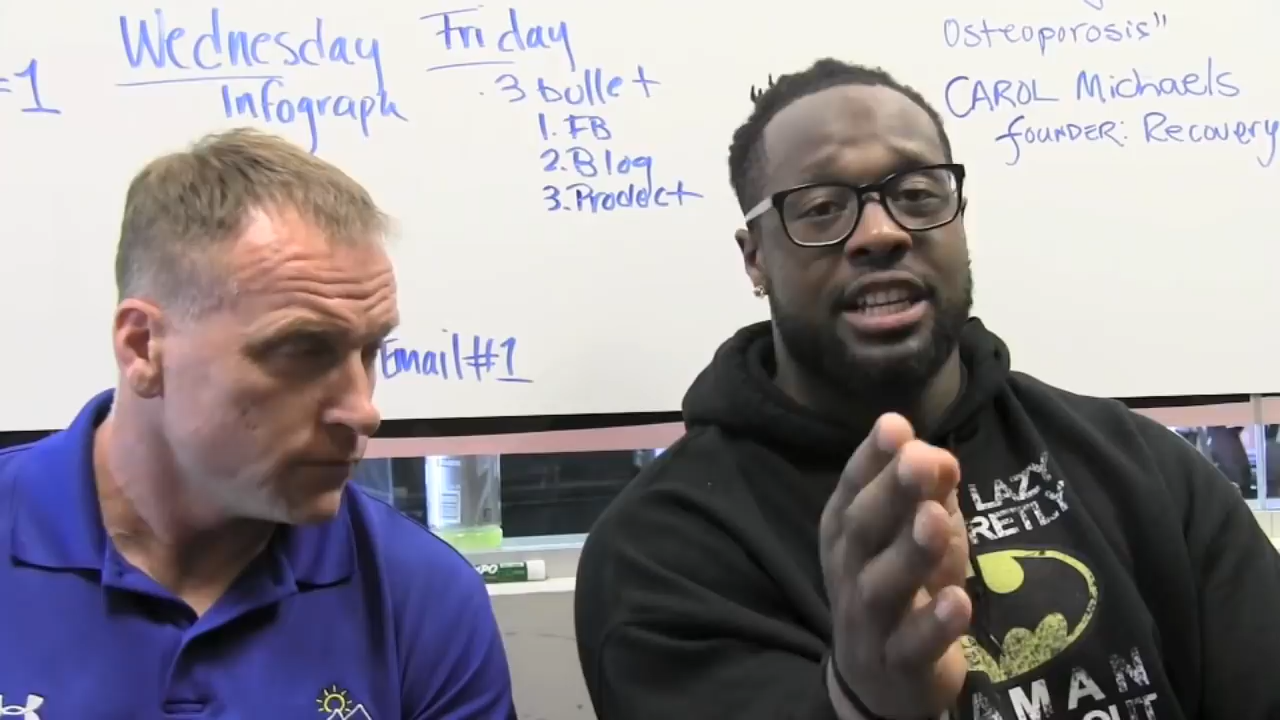 #1
Wednesday
Infograph
Friday
3 bullet
1. FB
2. Blog
3. Prodect
Email #1
Osteoporosis"
CAROL Michaels
FOUNDER: Recovery
LAZY
RETLY
AMAN
OUT